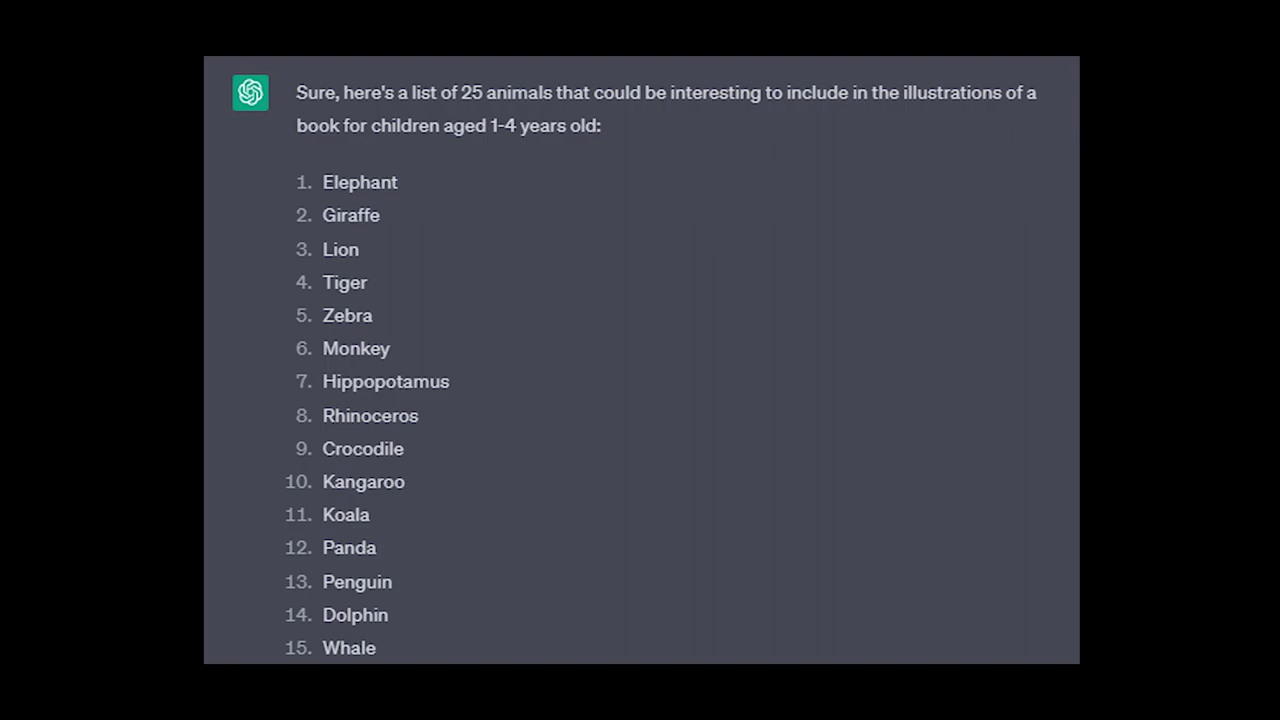 Sure, here's a list of 25 animals that could be interesting to include in the illustrations of a
book for children aged 1-4 years old:
1. Elephant
2. Giraffe
3. Lion
4. Tiger
5. Zebra
6. Monkey
7. Hippopotamus
8. Rhinoceros
9. Crocodile
10. Kangaroo
11. Koala
12. Panda
13. Penguin
14. Dolphin
15. Whale